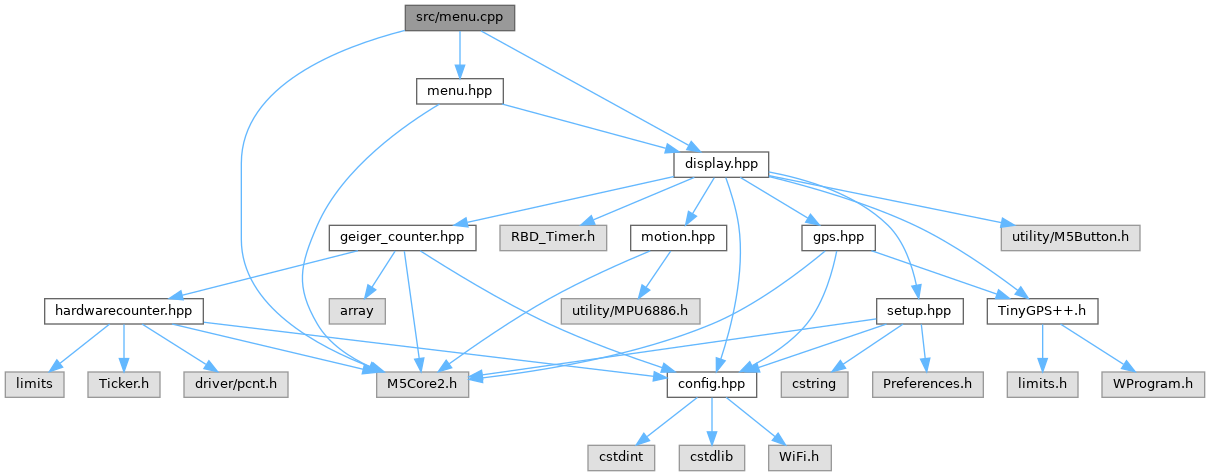 src/menu.cpp
menu.hpp
display.hpp
geiger_counter.hpp
RBD_Timer.h
motion.hpp
gps.hpp
utility/M5Button.h
hardwarecounter.hpp
array
utility/MPU6886.h
setup.hpp
TinyGPS++.h
limits
Ticker.h
driver/pcnt.h
M5Core2.h
config.hpp
cstring
Preferences.h
limits.h
WProgram.h
cstdint
cstdlib
WiFi.h